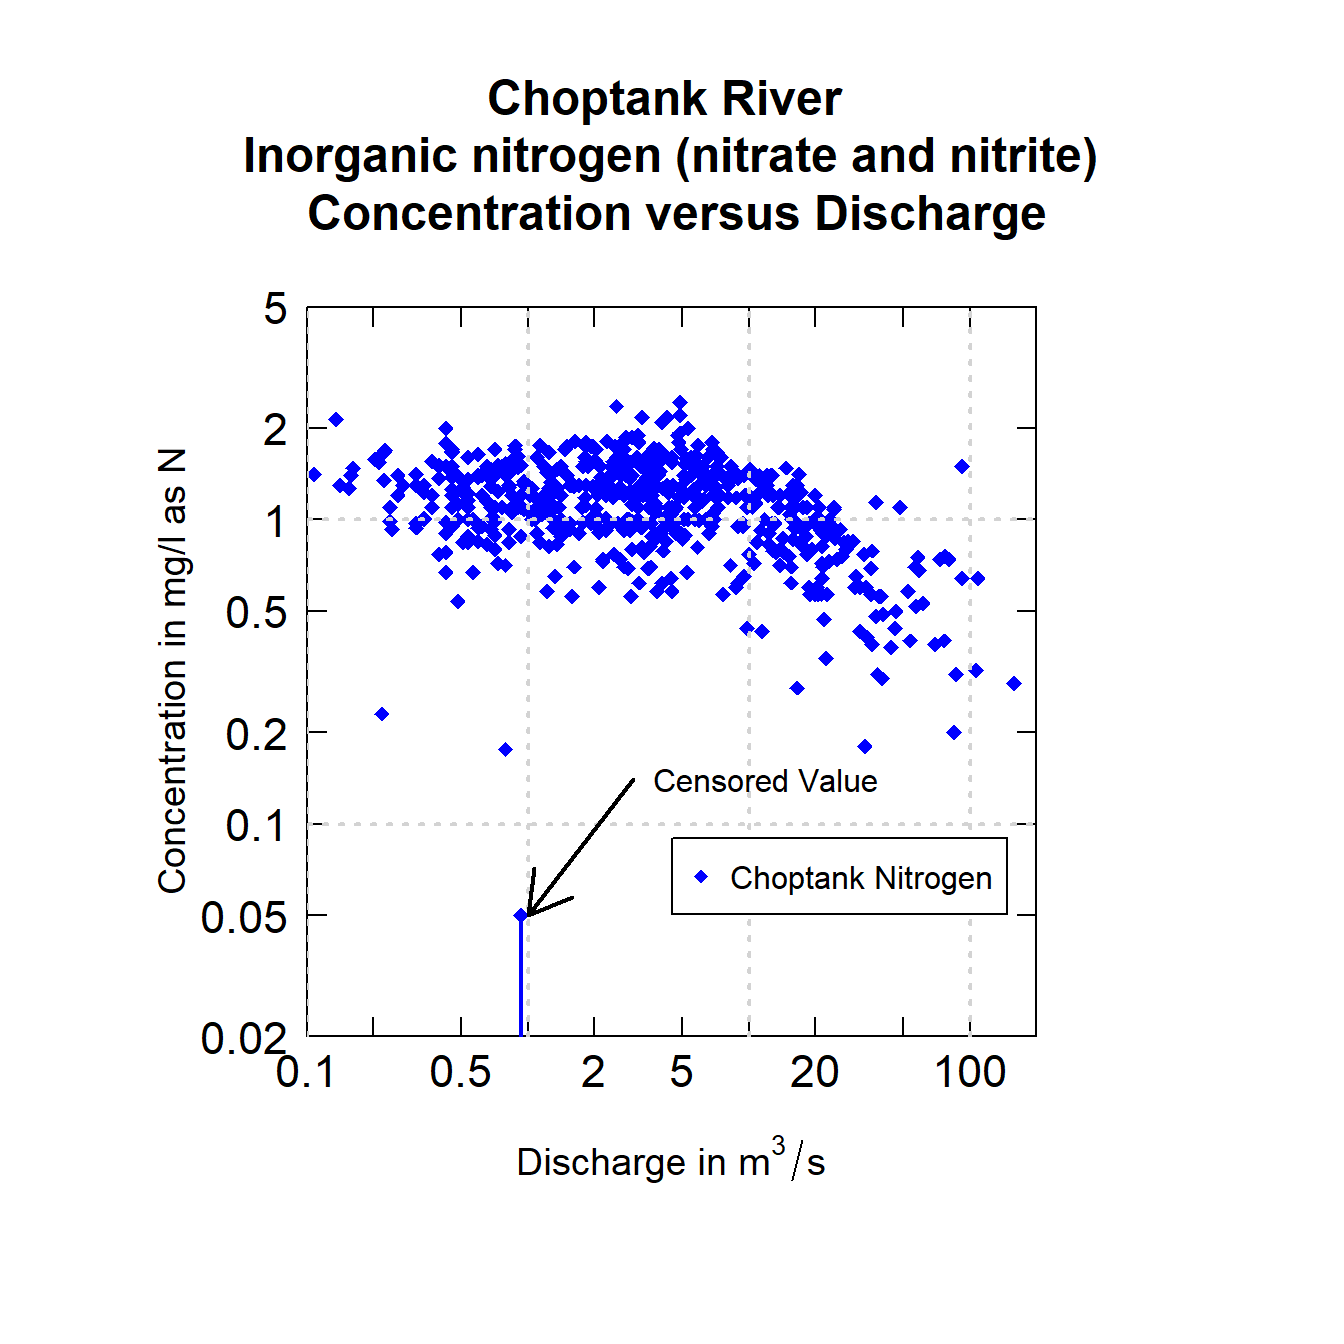 Choptank River
Inorganic nitrogen (nitrate and nitrite)
Concentration versus Discharge
Concentration in mg/l as N
5
2
1
0.5
0.2
0.1
0.05
0.02
Censored Value
Choptank Nitrogen
0.1 0.5 2 5 20 100
Discharge in m³/s